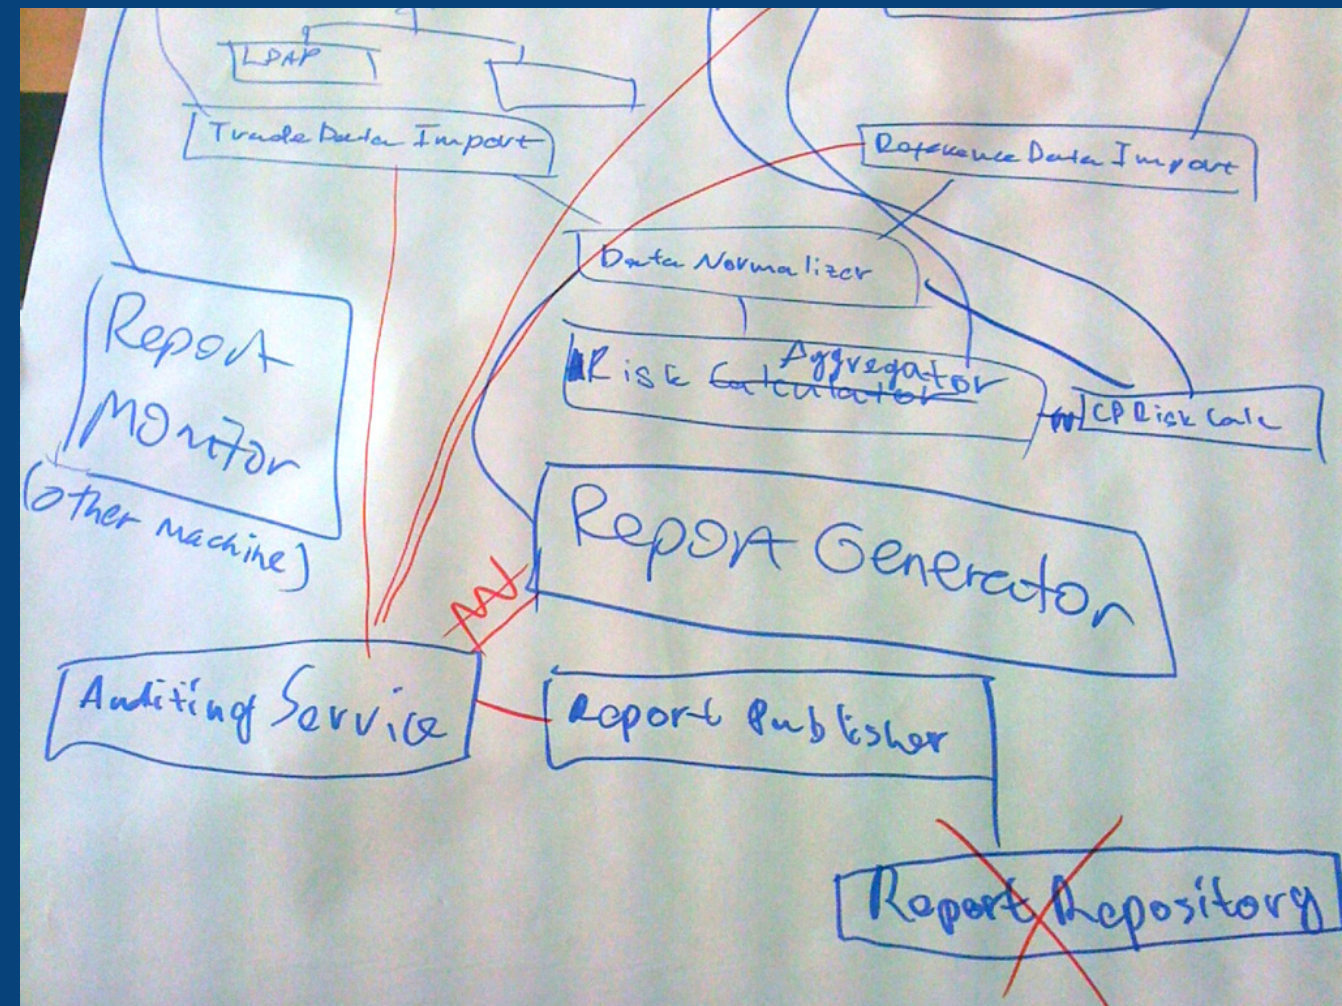 LDAP
Trade Data Import
Reference Data Import
Data Normalizer
Report
Monitor
(other machine)
Aggregator
Risk Calculator
CP Risk Calc
Report Generator
Auditing Service
Report Publisher
Report Repository